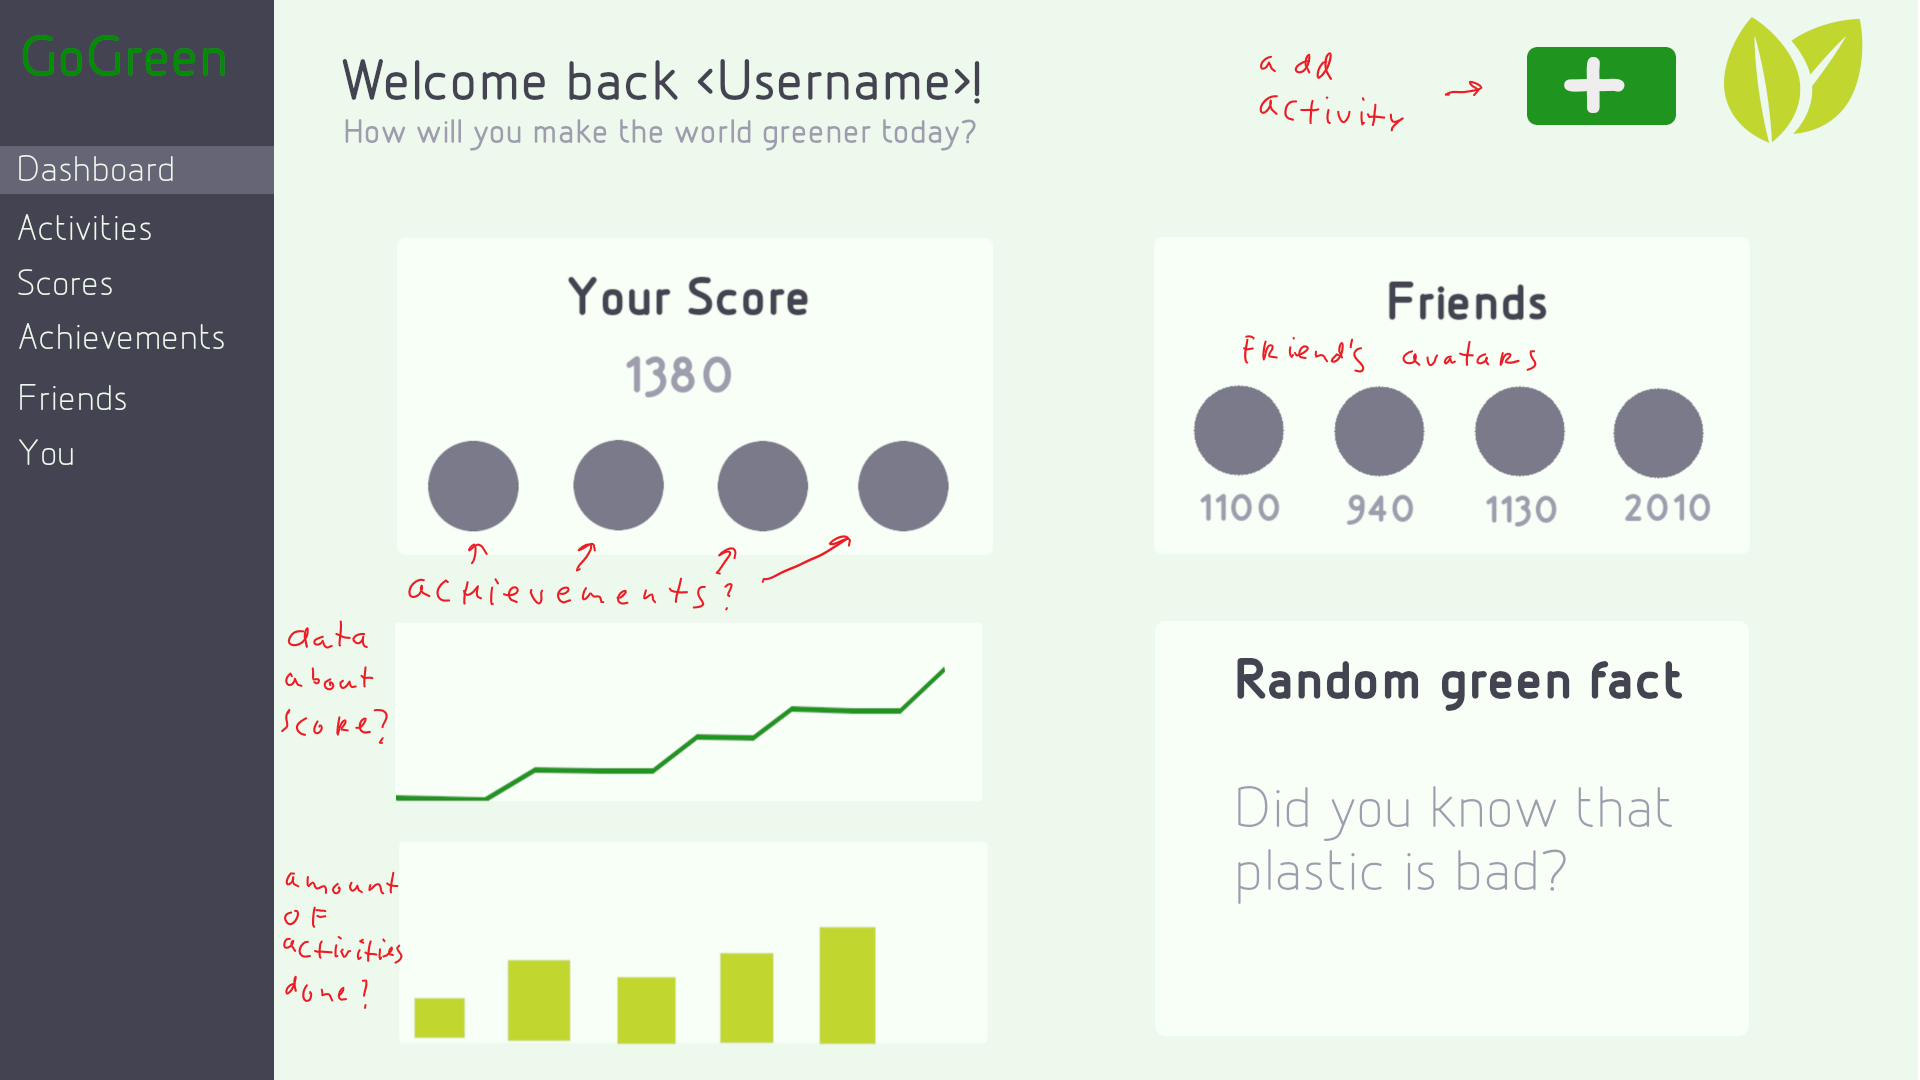 GoGreen
Dashboard
Activities
Scores
Achievements
Friends
You
Welcome back <Username>!
How will you make the world greener today?
add
activity
+
Your Score
1380
achievements?
Friends
Friend's avatars
1100 940 1130 2010
data
about
score?
amount
of
activities
done?
Random green fact
Did you know that
plastic is bad?